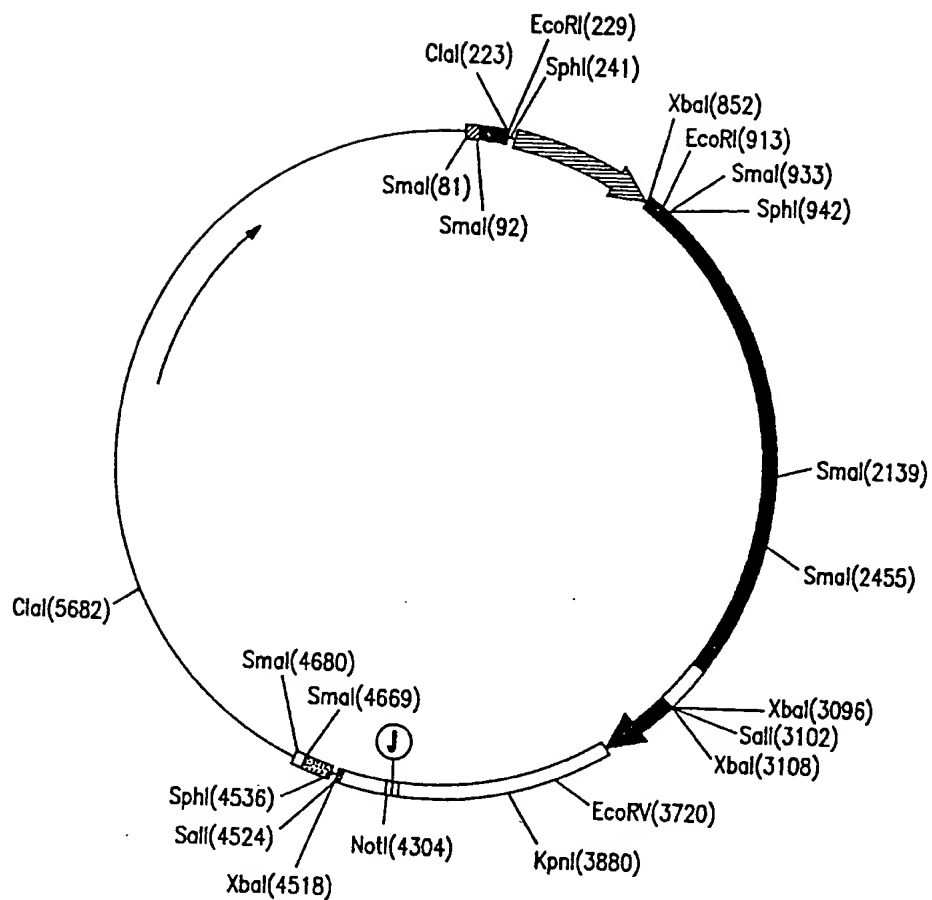 EcoRI(229)
ClaI(223)
SphI(241)
XbaI(852)
EcoRI(913)
SmaI(933)
SphI(942)
SmaI(81)
SmaI(92)
SmaI(2139)
SmaI(2455)
ClaI(5682)
SmaI(4680)
SmaI(4669)
J
XbaI(3096)
SalI(3102)
XbaI(3108)
SphI(4536)
SalI(4524)
XbaI(4518)
NotI(4304)
EcoRV(3720)
KpnI(3880)